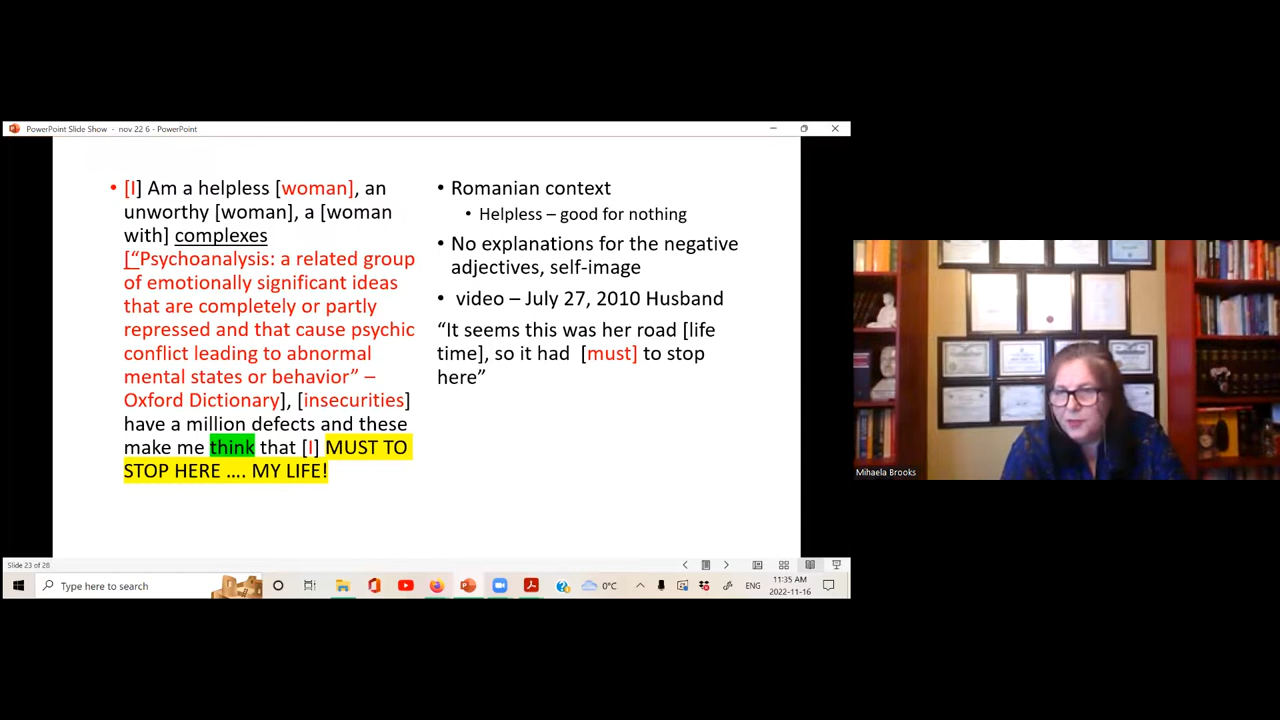 PowerPoint Slide Show - nov 22 6 - PowerPoint
• [I] Am a helpless [woman], an
unworthy [woman], a [woman
with] complexes
[“Psychoanalysis: a related group
of emotionally significant ideas
that are completely or partly
repressed and that cause psychic
conflict leading to abnormal
mental states or behavior” –
Oxford Dictionary], [insecurities]
have a million defects and these
make me think that [I] MUST TO
STOP HERE .... MY LIFE!
• Romanian context
• Helpless – good for nothing
• No explanations for the negative
adjectives, self-image
• video – July 27, 2010 Husband
“It seems this was her road [life
time], so it had [must] to stop
here”
Mihaela Brooks
Slide 23 of 28
Type here to search
0°C
ENG
11:35 AM
2022-11-16